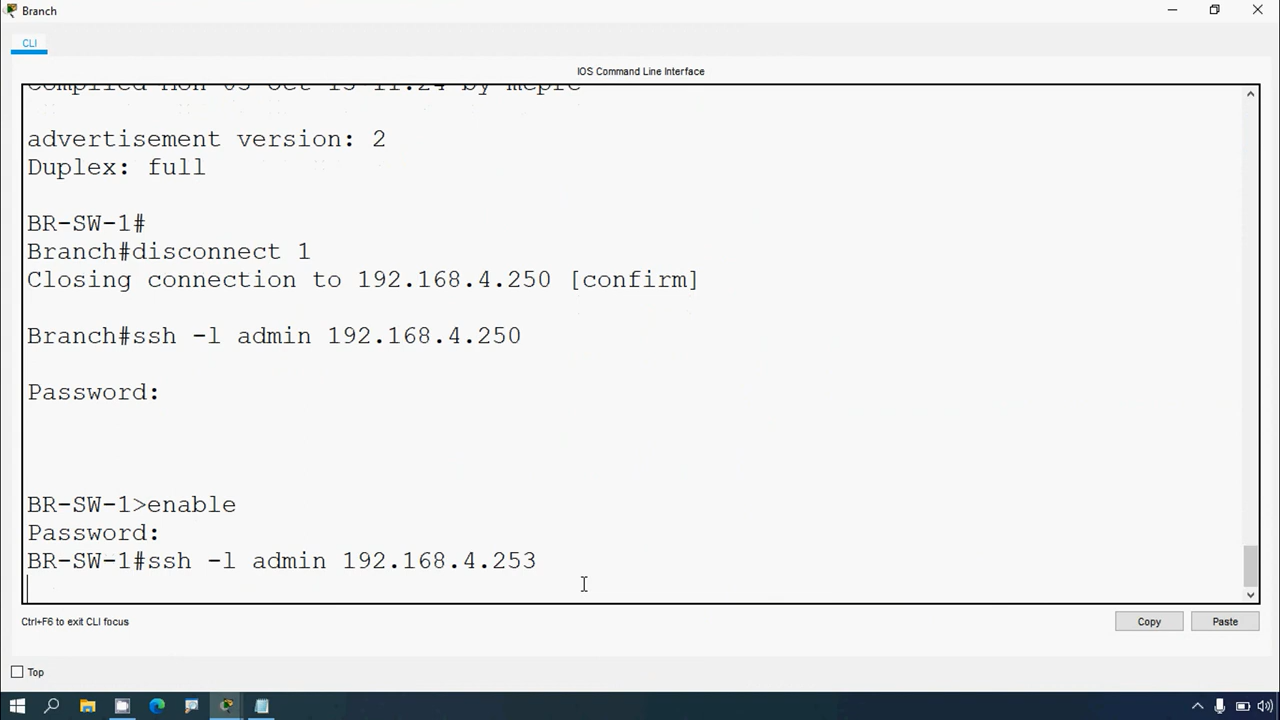 Branch
CLI
IOS Command Line Interface
advertisement version: 2
Duplex: full
BR-SW-1#
Branch#disconnect 1
Closing connection to 192.168.4.250 [confirm]
Branch#ssh -l admin 192.168.4.250
Password:
BR-SW-1>enable
Password:
BR-SW-1#ssh -l admin 192.168.4.253
Ctrl+F6 to exit CLI focus
Copy
Paste
Top